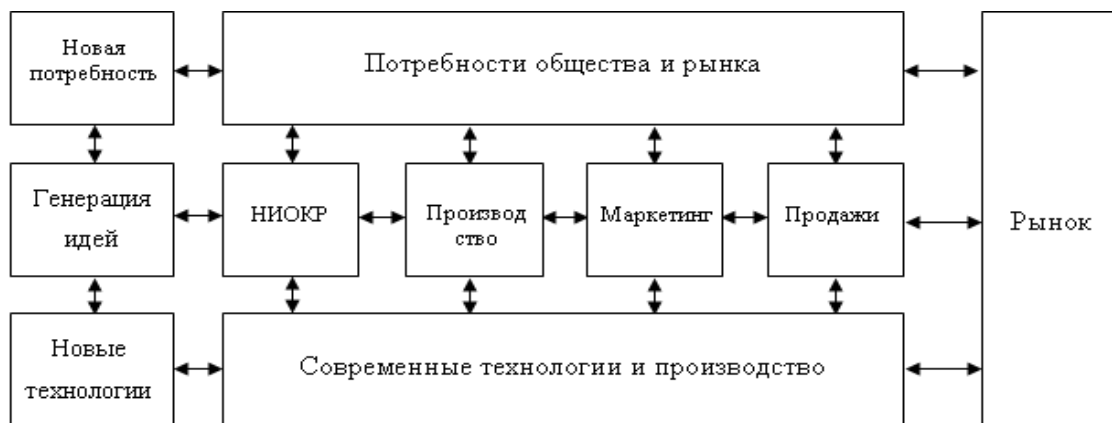 Новая
потребность
Потребности общества и рынка
Генерация
идей
НИОКР
Производ
ство
Маркетинг
Продажи
Рынок
Новые
технологии
Современные технологии и производство